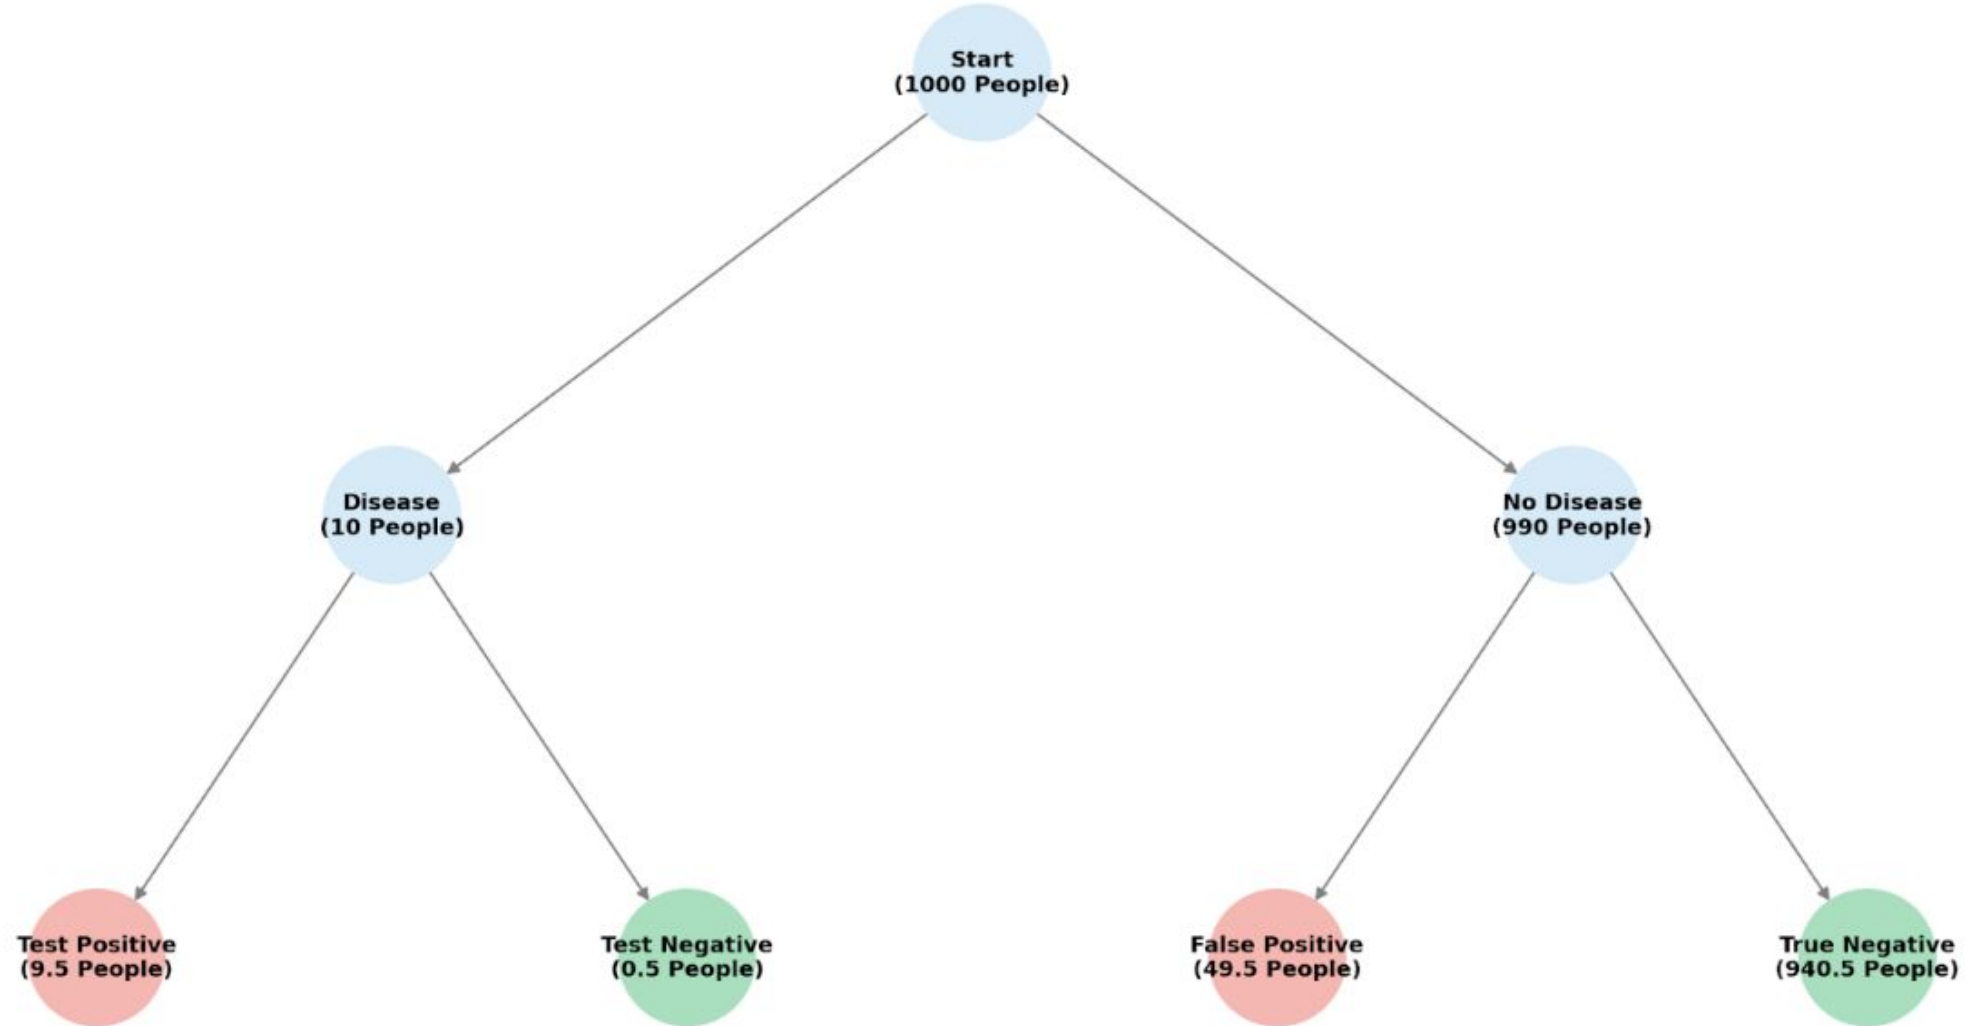 Start
(1000 People)
Disease
(10 People)
No Disease
(990 People)
Test Positive
(9.5 People)
Test Negative
(0.5 People)
False Positive
(49.5 People)
True Negative
(940.5 People)